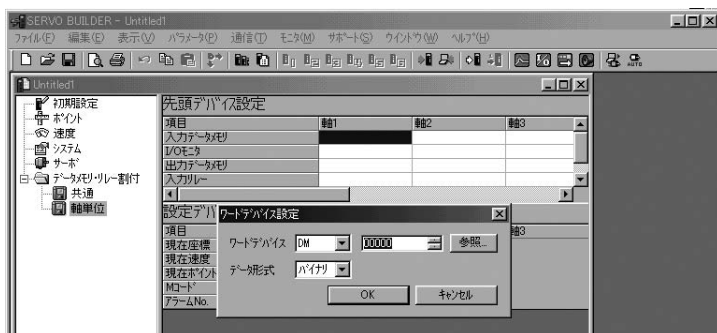 SERVO BUILDER - Untitled1
ファイル(F) 編集(E) 表示(V) パラメータ(P) 通信(T) モニタ(M) サポート(S) ウインドウ(W) ヘルプ(H)
Untitled1
初期設定
ポイント
速度
システム
サーボ
データメモリ・リレー割付
共通
軸単位
先頭デバイス設定
項目 軸1 軸2 軸3
入力データメモリ
I/Oモニタ
出力データメモリ
入力リレー
設定デバ
項目 軸3
現在座標
現在速度
現在ポイント
Mコード
アラームNo.
ワードデバイス設定
ワードデバイス DM 00000 参照...
データ形式 バイナリ
OK キャンセル